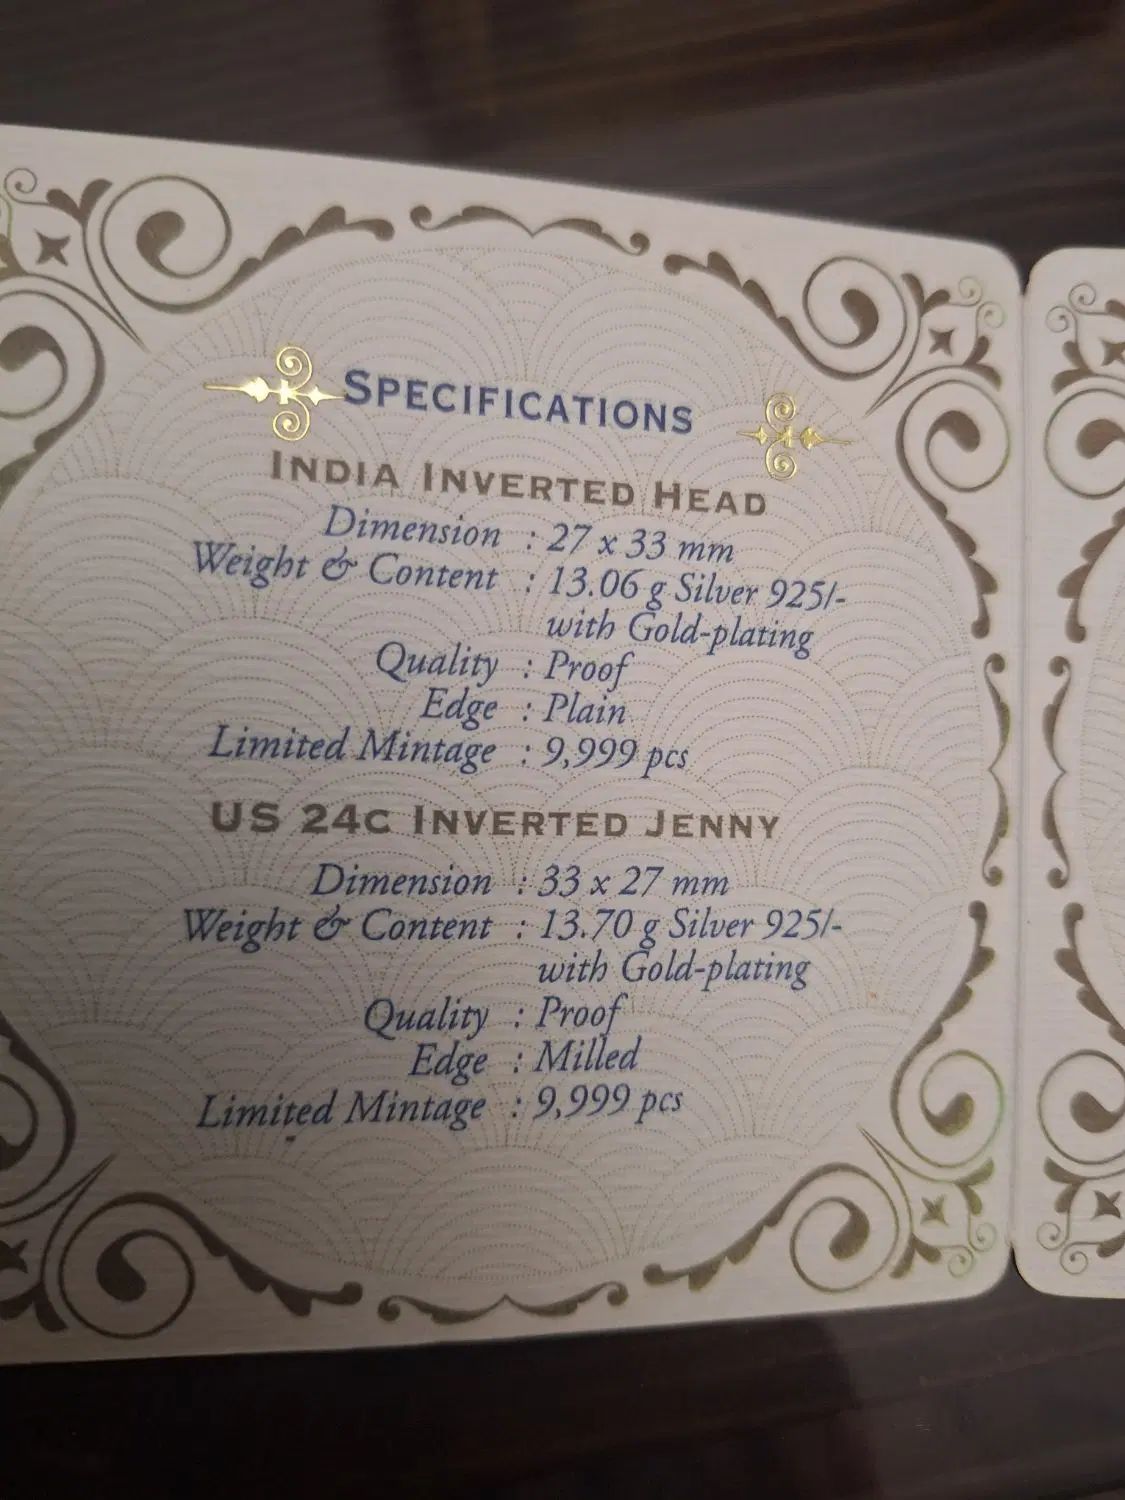 SPECIFICATIONS
INDIA INVERTED HEAD
Dimension : 27 x 33 mm
Weight & Content : 13.06 g Silver 925/-
with Gold-plating
Quality : Proof
Edge : Plain
Limited Mintage : 9,999 pcs
US 24C INVERTED JENNY
Dimension : 33 x 27 mm
Weight & Content : 13.70 g Silver 925/-
with Gold-plating
Quality : Proof
Edge : Milled
Limited Mintage : 9,999 pcs